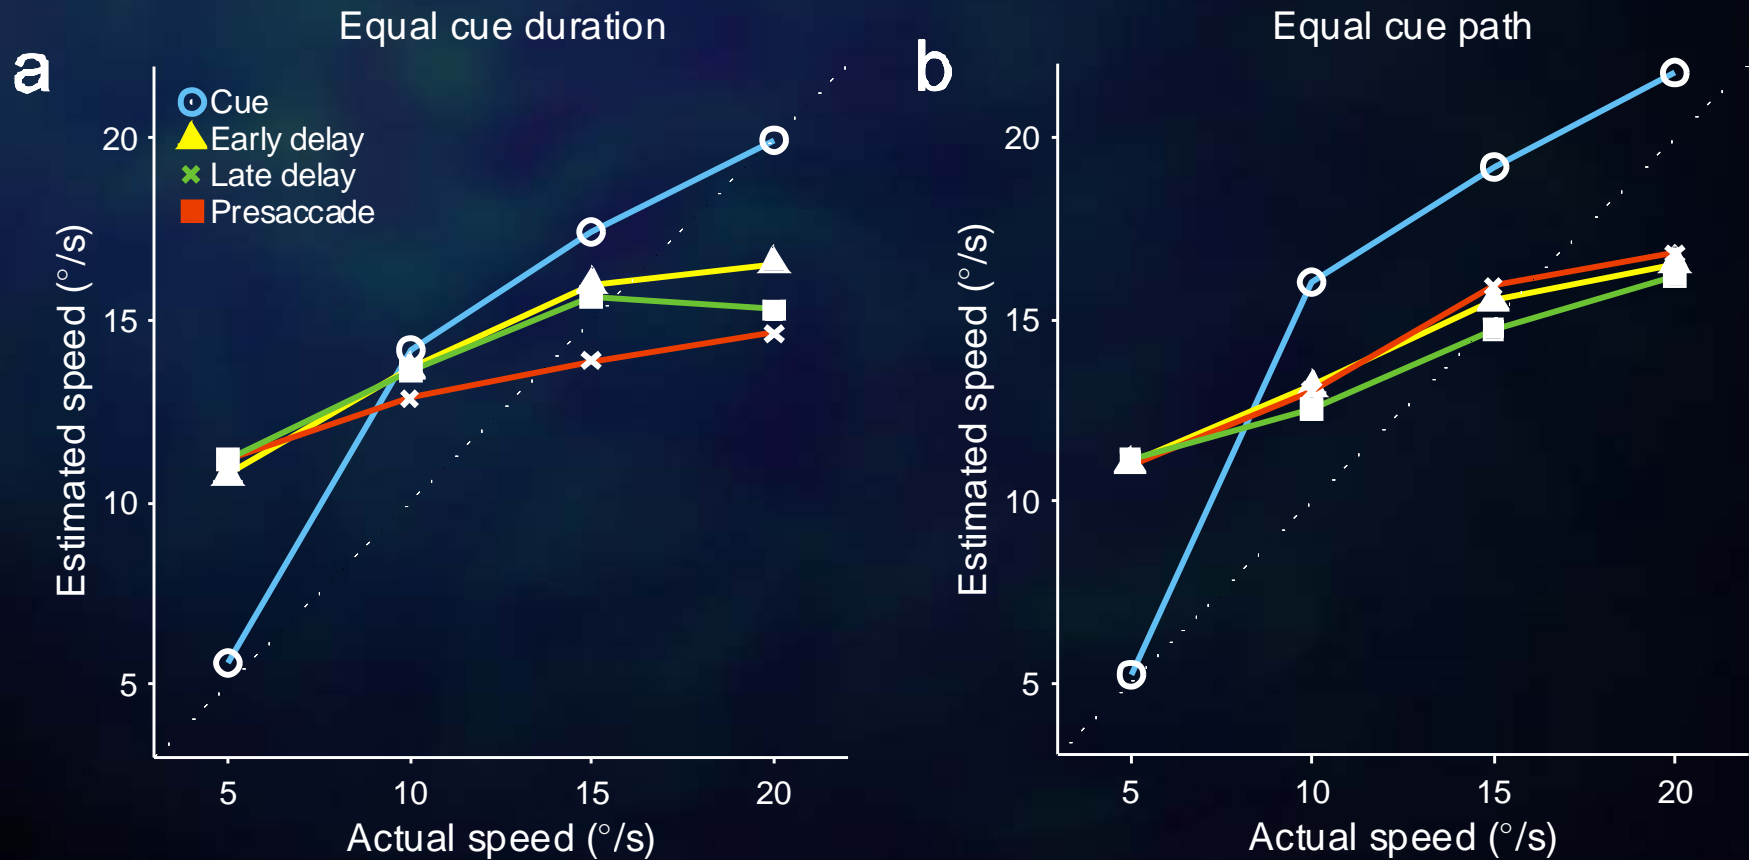 Equal cue duration
a
Cue
Early delay
Late delay
Presaccade
20
15
10
5
Estimated speed (°/s)
5 10 15 20
Actual speed (°/s)
Equal cue path
b
20
15
10
5
Estimated speed (°/s)
5 10 15 20
Actual speed (°/s)